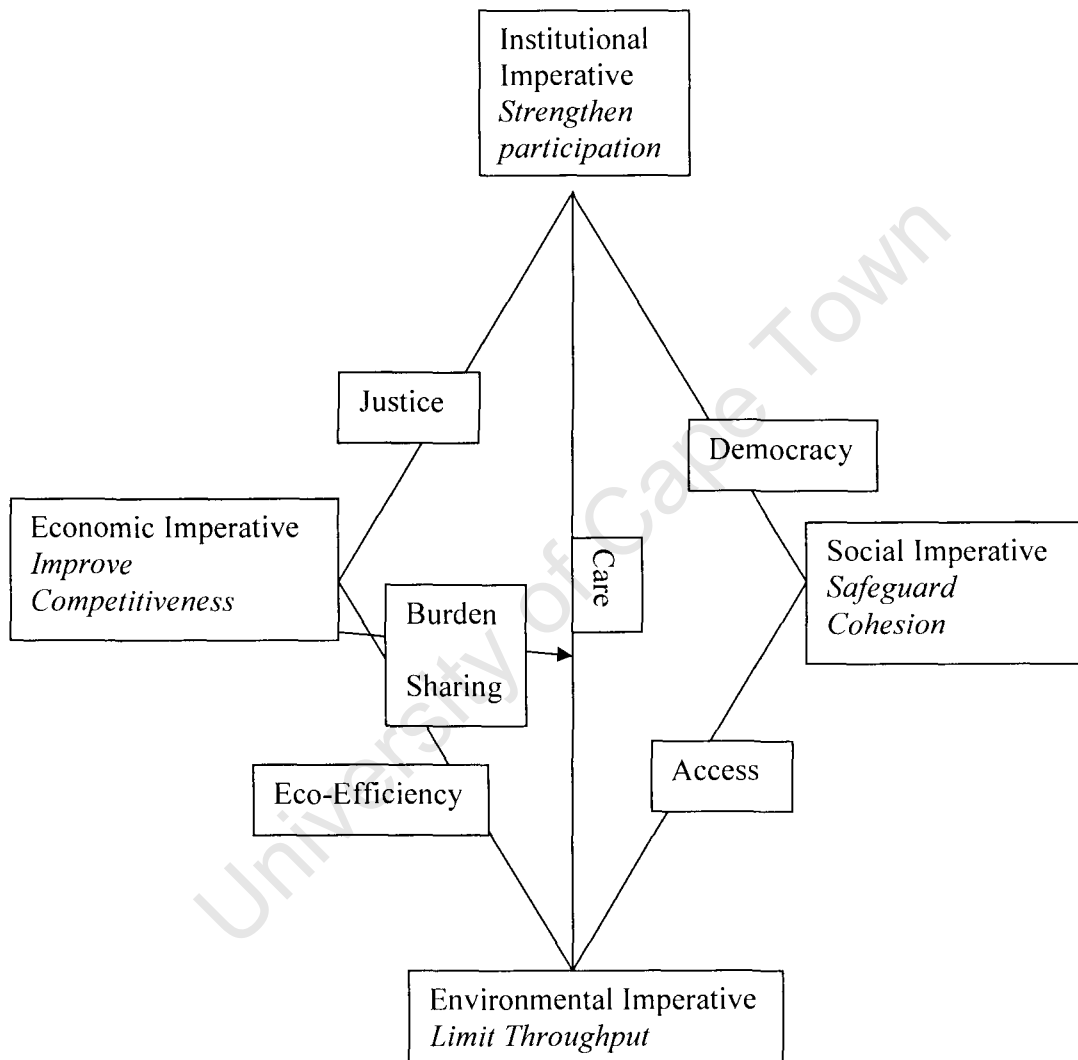 Institutional
Imperative
Strengthen
participation
Justice
Democracy
Economic Imperative
Improve
Competitiveness
Care
Social Imperative
Safeguard
Cohesion
Burden
Sharing
Eco-Efficiency
Access
Environmental Imperative
Limit Throughput
University of Cape Town